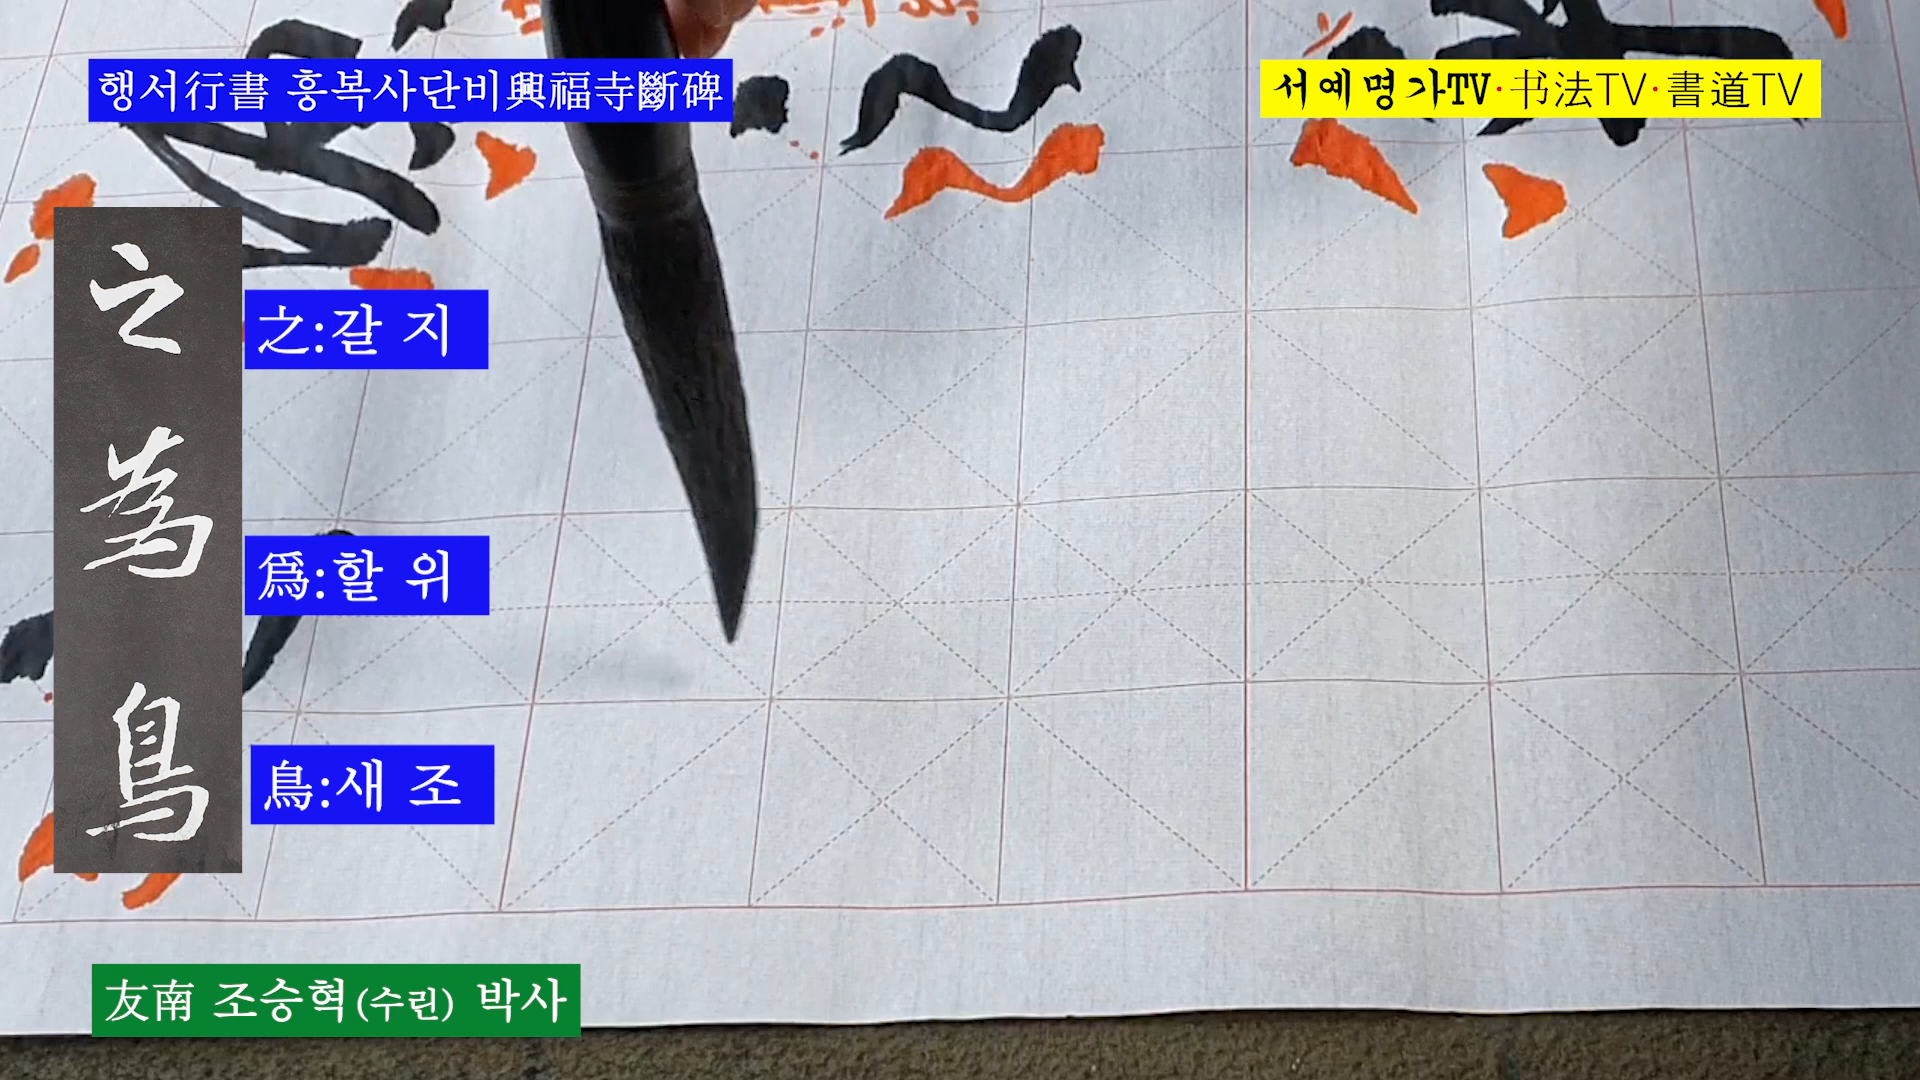 행서行書 흥복사단비興福寺斷碑
서예명가TV·书法TV·書道TV
之
為
鳥
之:갈 지
爲:할 위
鳥:새 조
友南 조승혁(수린) 박사